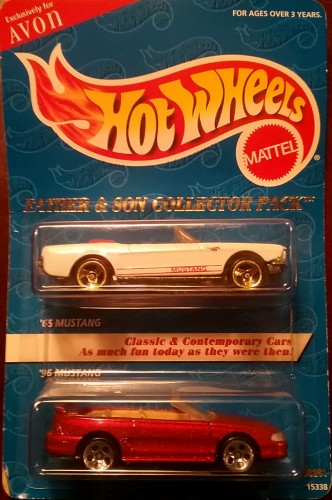 Exclusively for
AVON
FOR AGES OVER 3 YEARS.
HOT WHEELS
MATTEL
FATHER & SON COLLECTOR PACK™
MUSTANG
'65 MUSTANG
Classic & Contemporary Cars
As much fun today as they were then!
'96 MUSTANG
15338